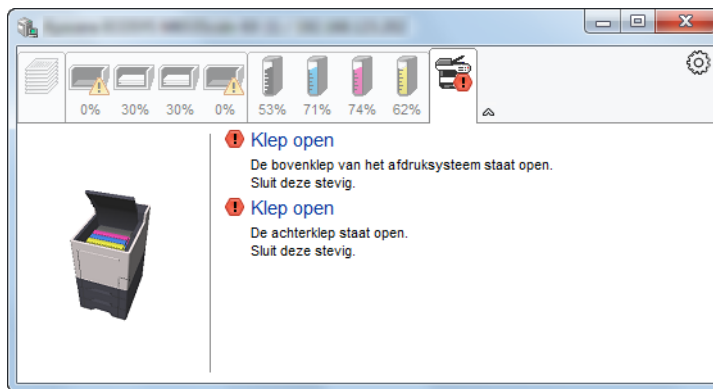 0% 30% 30% 0% 53% 71% 74% 62%
Klep open
De bovenklep van het afdruksysteem staat open.
Sluit deze stevig.
Klep open
De achterklep staat open.
Sluit deze stevig.